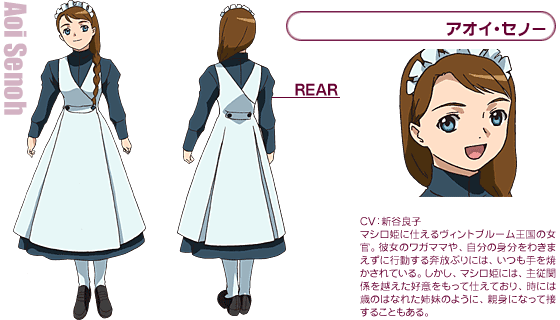 Aoi Senoh
アオイ・セノー
REAR
CV：新谷良子
マシロ姫に仕えるヴィントブルーム王国の女
官。彼女のワガママや、自分の身分をわきま
えずに行動する奔放ぶりには、いつも手を焼
かされている。しかし、マシロ姫には、主従関
係を越えた好意をもって仕えており、時には
歳のはなれた姉妹のように、親身になって接
することもある。